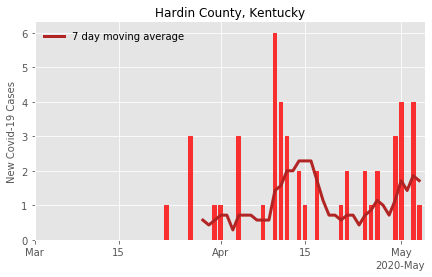 Hardin County, Kentucky
7 day moving average
New Covid-19 Cases
6
5
4
3
2
1
0
Mar 15 Apr 15 May
2020-May